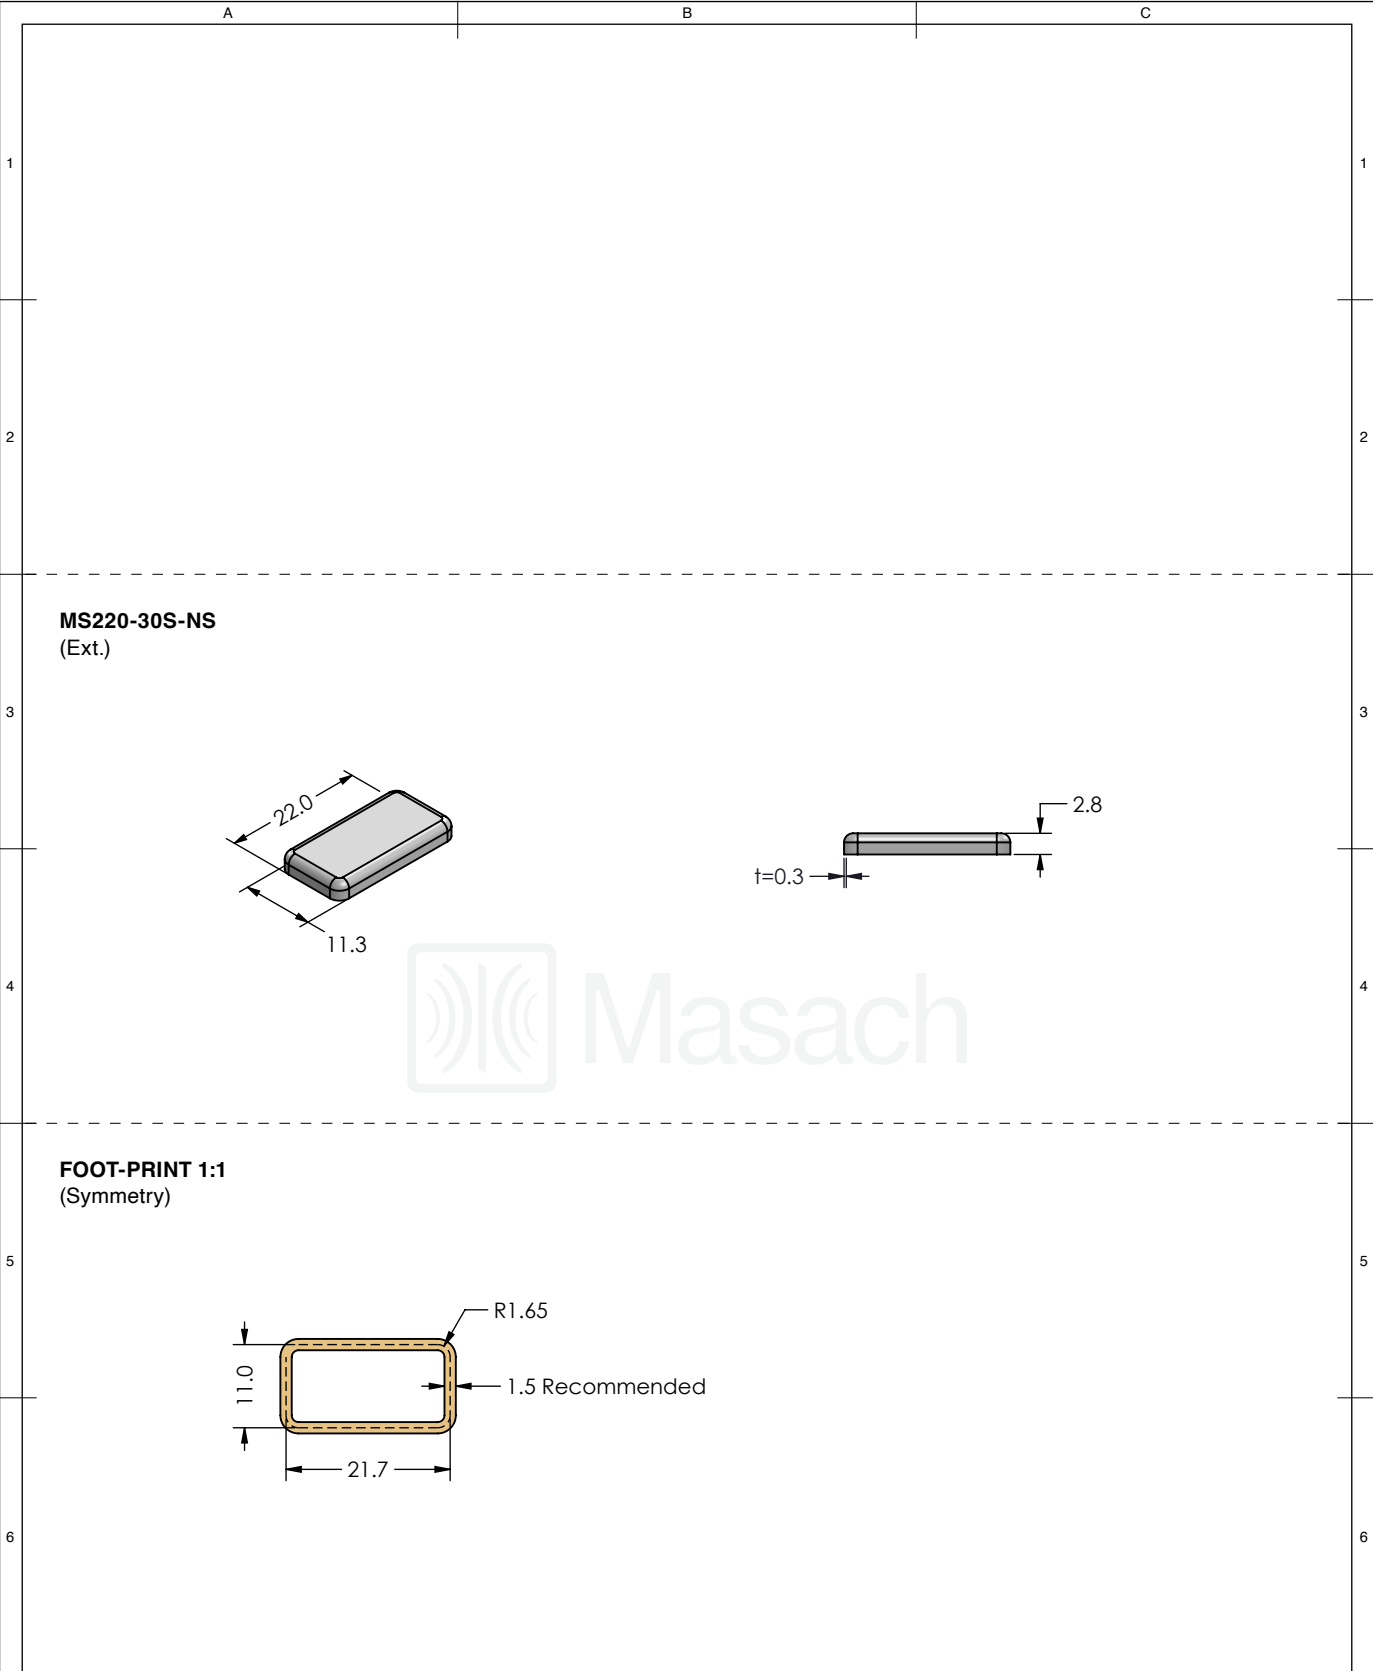 A B C
1 1
2 2
MS220-30S-NS
(Ext.)
3 3
22.0
2.8
t=0.3
11.3
Masach
4 4
FOOT-PRINT 1:1
(Symmetry)
5 5
R1.65
11.0
1.5 Recommended
21.7
6 6